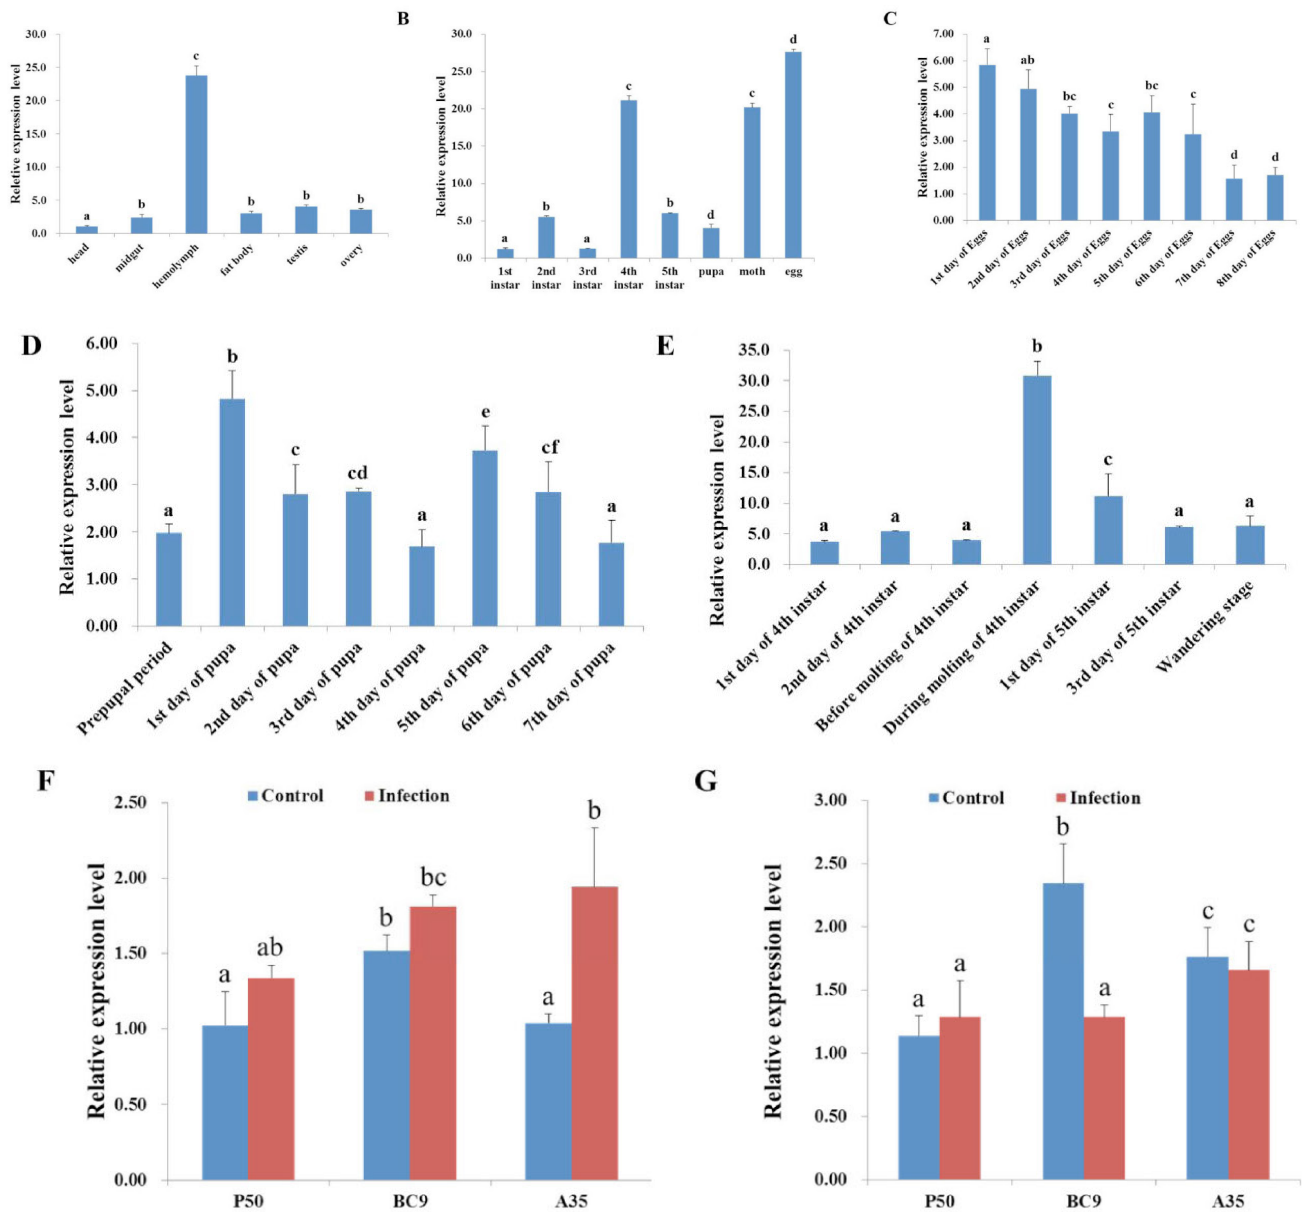 B
C
30.0
25.0
20.0
15.0
10.0
5.0
0.0
Reletive expression level
a
b
c
b
b
b
head
midgut
hemolymph
fat body
testis
overy
30.0
25.0
20.0
15.0
10.0
5.0
0.0
Relative expression level
a
b
a
c
b
d
c
d
1st instar
2nd instar
3rd instar
4th instar
5th instar
pupa
moth
egg
7.00
6.00
5.00
4.00
3.00
2.00
1.00
0.00
Relative expression level
a
ab
bc
c
bc
c
d
d
1st day of Eggs
2nd day of Eggs
3rd day of Eggs
4th day of Eggs
5th day of Eggs
6th day of Eggs
7th day of Eggs
8th day of Eggs
D
6.00
5.00
4.00
3.00
2.00
1.00
0.00
Relative expression level
a
b
c
cd
a
e
cf
a
Prepupal period
1st day of pupa
2nd day of pupa
3rd day of pupa
4th day of pupa
5th day of pupa
6th day of pupa
7th day of pupa
E
35.0
30.0
25.0
20.0
15.0
10.0
5.0
0.0
Relative expression level
a
a
a
b
c
a
a
1st day of 4th instar
2nd day of 4th instar
Before molting of 4th instar
During molting of 4th instar
1st day of 5th instar
3rd day of 5th instar
Wandering stage
F
Control
Infection
2.50
2.00
1.50
1.00
0.50
0.00
Relative expression level
a
ab
b
bc
a
b
P50
BC9
A35
G
Control
Infection
3.00
2.50
2.00
1.50
1.00
0.50
0.00
Relative expression level
a
a
b
a
c
c
P50
BC9
A35